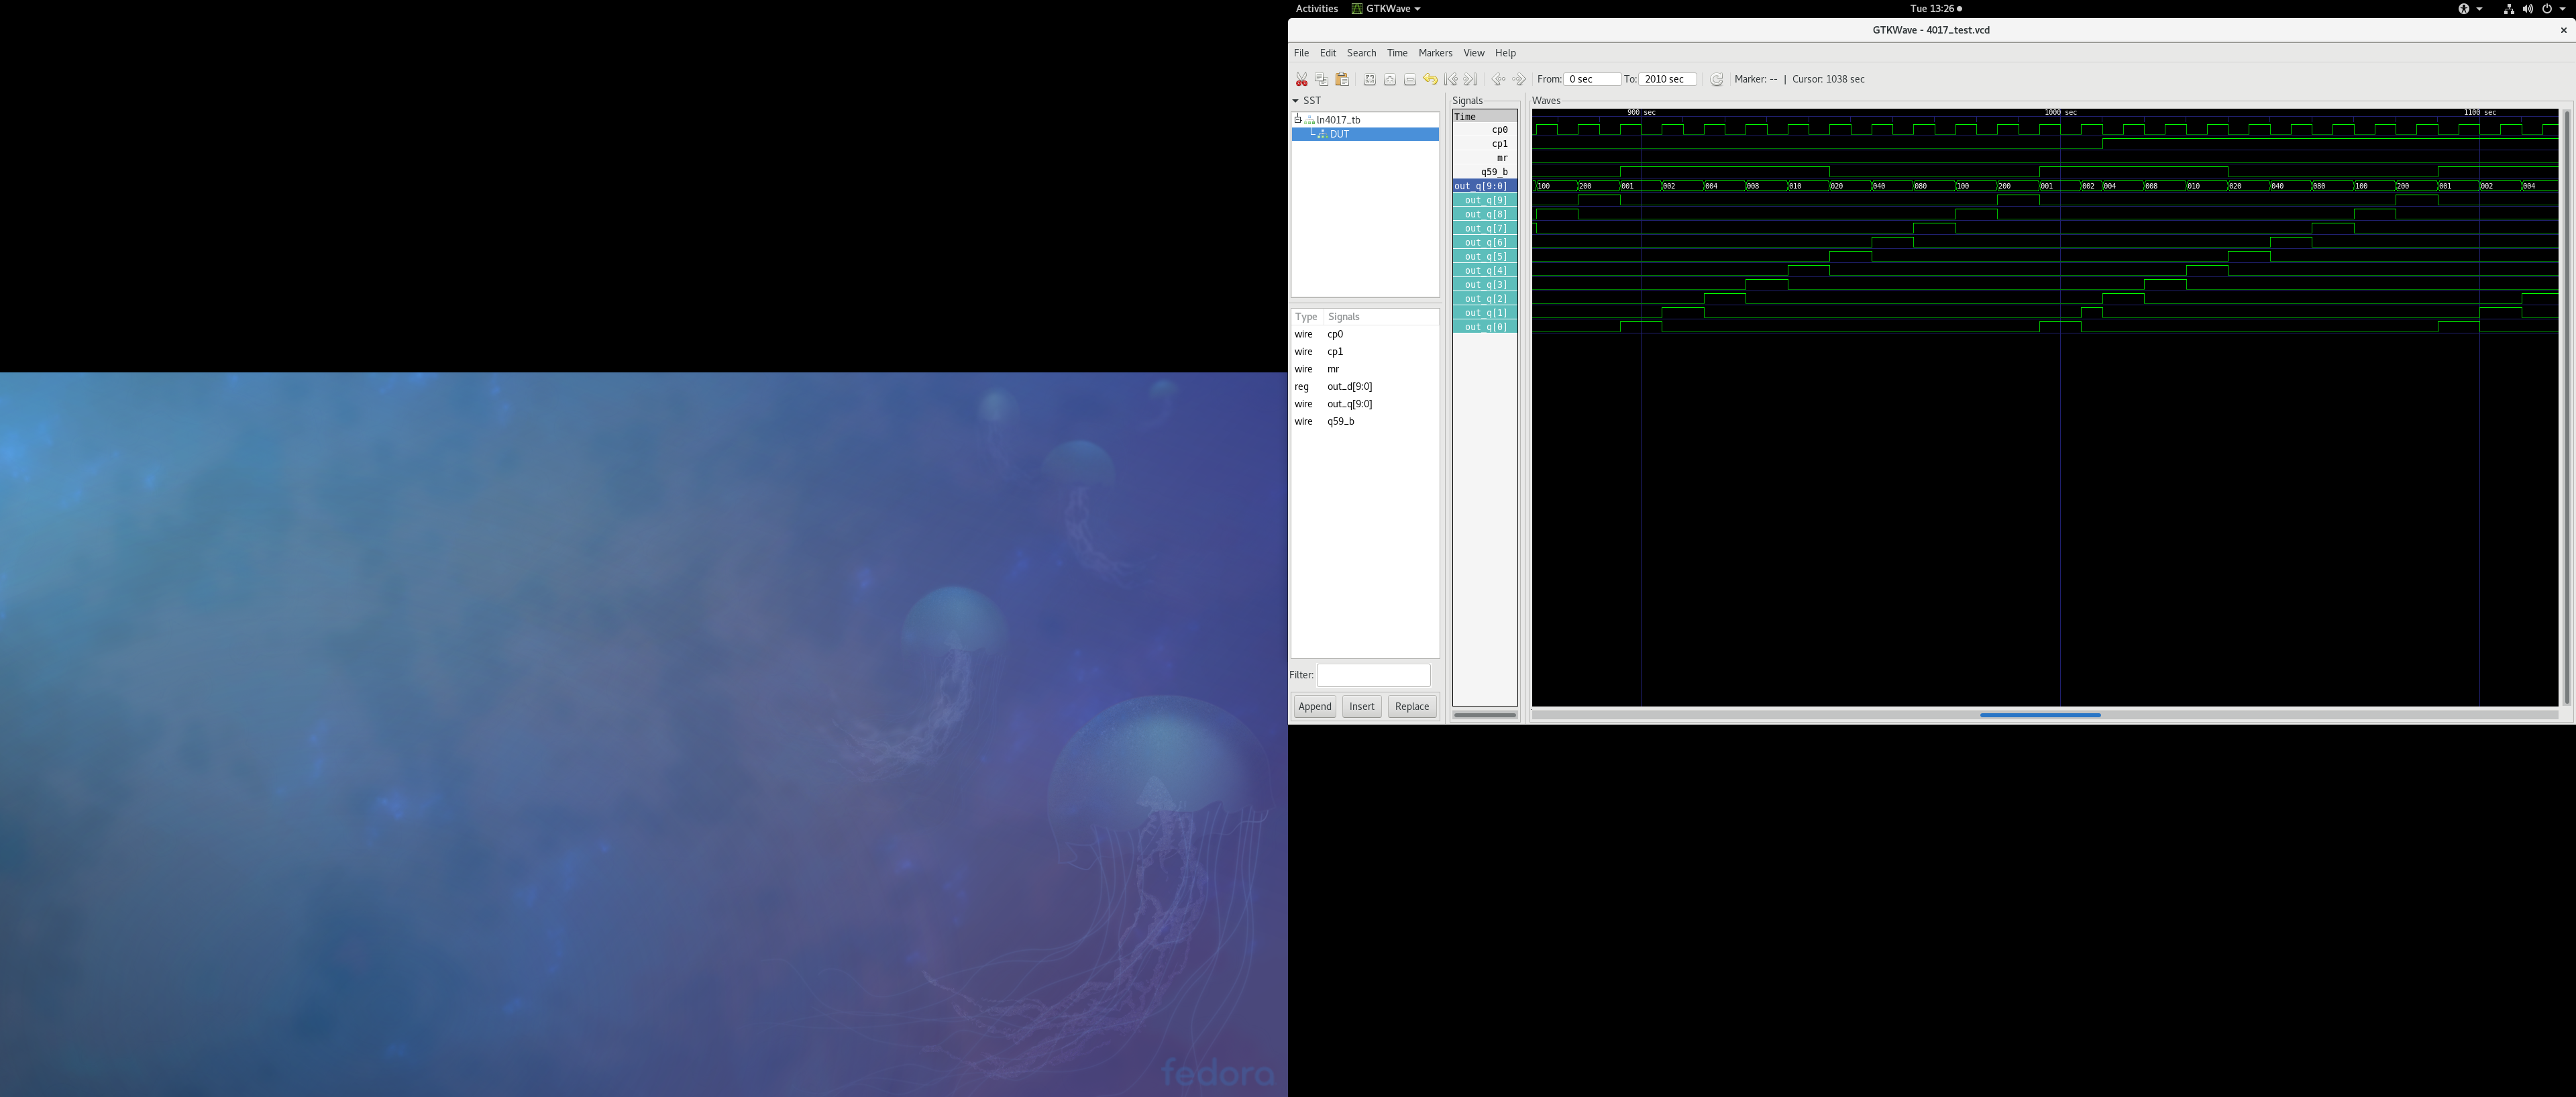 Activities GTKWave Tue 13:26
GTKWave - 4017_test.vcd
File Edit Search Time Markers View Help
From: 0 sec To: 2010 sec Marker: -- | Cursor: 1038 sec
SST
ln4017_tb
DUT
Type Signals
wire cp0
wire cp1
wire mr
reg out_d[9:0]
wire out_q[9:0]
wire q59_b
Filter:
Append Insert Replace
Signals
Time
cp0
cp1
mr
q59_b
out_q[9:0]
out_q[9]
out_q[8]
out_q[7]
out_q[6]
out_q[5]
out_q[4]
out_q[3]
out_q[2]
out_q[1]
out_q[0]
Waves
900 sec 1000 sec 1100 sec
100 200 001 002 004 008 010 020 040 080 100 200 001 002 004 008 010 020 040 080 100 200 001 002 004
fedora